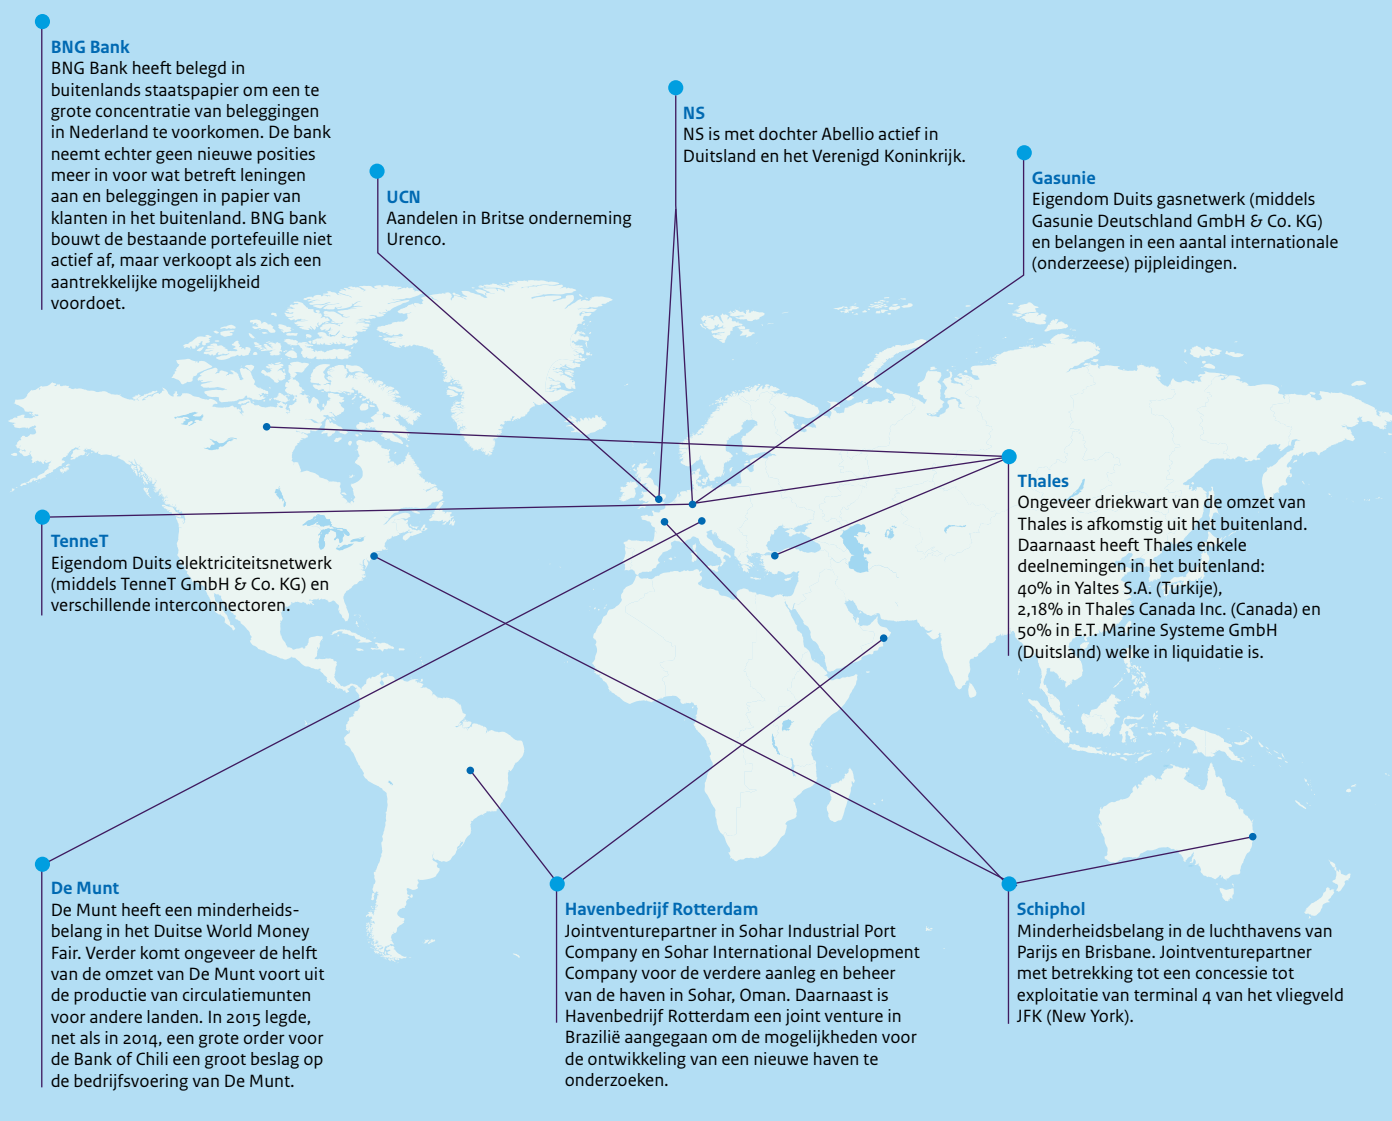 BNG Bank
BNG Bank heeft belegd in
buitenlands staatspapier om een te
grote concentratie van beleggingen
in Nederland te voorkomen. De bank
neemt echter geen nieuwe posities
meer in voor wat betreft leningen
aan en beleggingen in papier van
klanten in het buitenland. BNG bank
bouwt de bestaande portefeuille niet
actief af, maar verkoopt als zich een
aantrekkelijke mogelijkheid
voordoet.
UCN
Aandelen in Britse onderneming
Urenco.
NS
NS is met dochter Abellio actief in
Duitsland en het Verenigd Koninkrijk.
Gasunie
Eigendom Duits gasnetwerk (middels
Gasunie Deutschland GmbH & Co. KG)
en belangen in een aantal internationale
(onderzeese) pijpleidingen.
TenneT
Eigendom Duits elektriciteitsnetwerk
(middels TenneT GmbH & Co. KG) en
verschillende interconnectoren.
Thales
Ongeveer driekwart van de omzet van
Thales is afkomstig uit het buitenland.
Daarnaast heeft Thales enkele
deelnemingen in het buitenland:
40% in Yaltes S.A. (Turkije),
2,18% in Thales Canada Inc. (Canada) en
50% in E.T. Marine Systeme GmbH
(Duitsland) welke in liquidatie is.
De Munt
De Munt heeft een minderheids-
belang in het Duitse World Money
Fair. Verder komt ongeveer de helft
van de omzet van De Munt voort uit
de productie van circulatiemunten
voor andere landen. In 2015 legde,
net als in 2014, een grote order voor
de Bank of Chili een groot beslag op
de bedrijfsvoering van De Munt.
Havenbedrijf Rotterdam
Jointventurepartner in Sohar Industrial Port
Company en Sohar International Development
Company voor de verdere aanleg en beheer
van de haven in Sohar, Oman. Daarnaast is
Havenbedrijf Rotterdam een joint venture in
Brazilië aangegaan om de mogelijkheden voor
de ontwikkeling van een nieuwe haven te
onderzoeken.
Schiphol
Minderheidsbelang in de luchthavens van
Parijs en Brisbane. Jointventurepartner
met betrekking tot een concessie tot
exploitatie van terminal 4 van het vliegveld
JFK (New York).